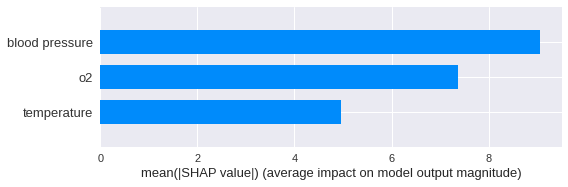 blood pressure
o2
temperature
0 2 4 6 8
mean(|SHAP value|) (average impact on model output magnitude)